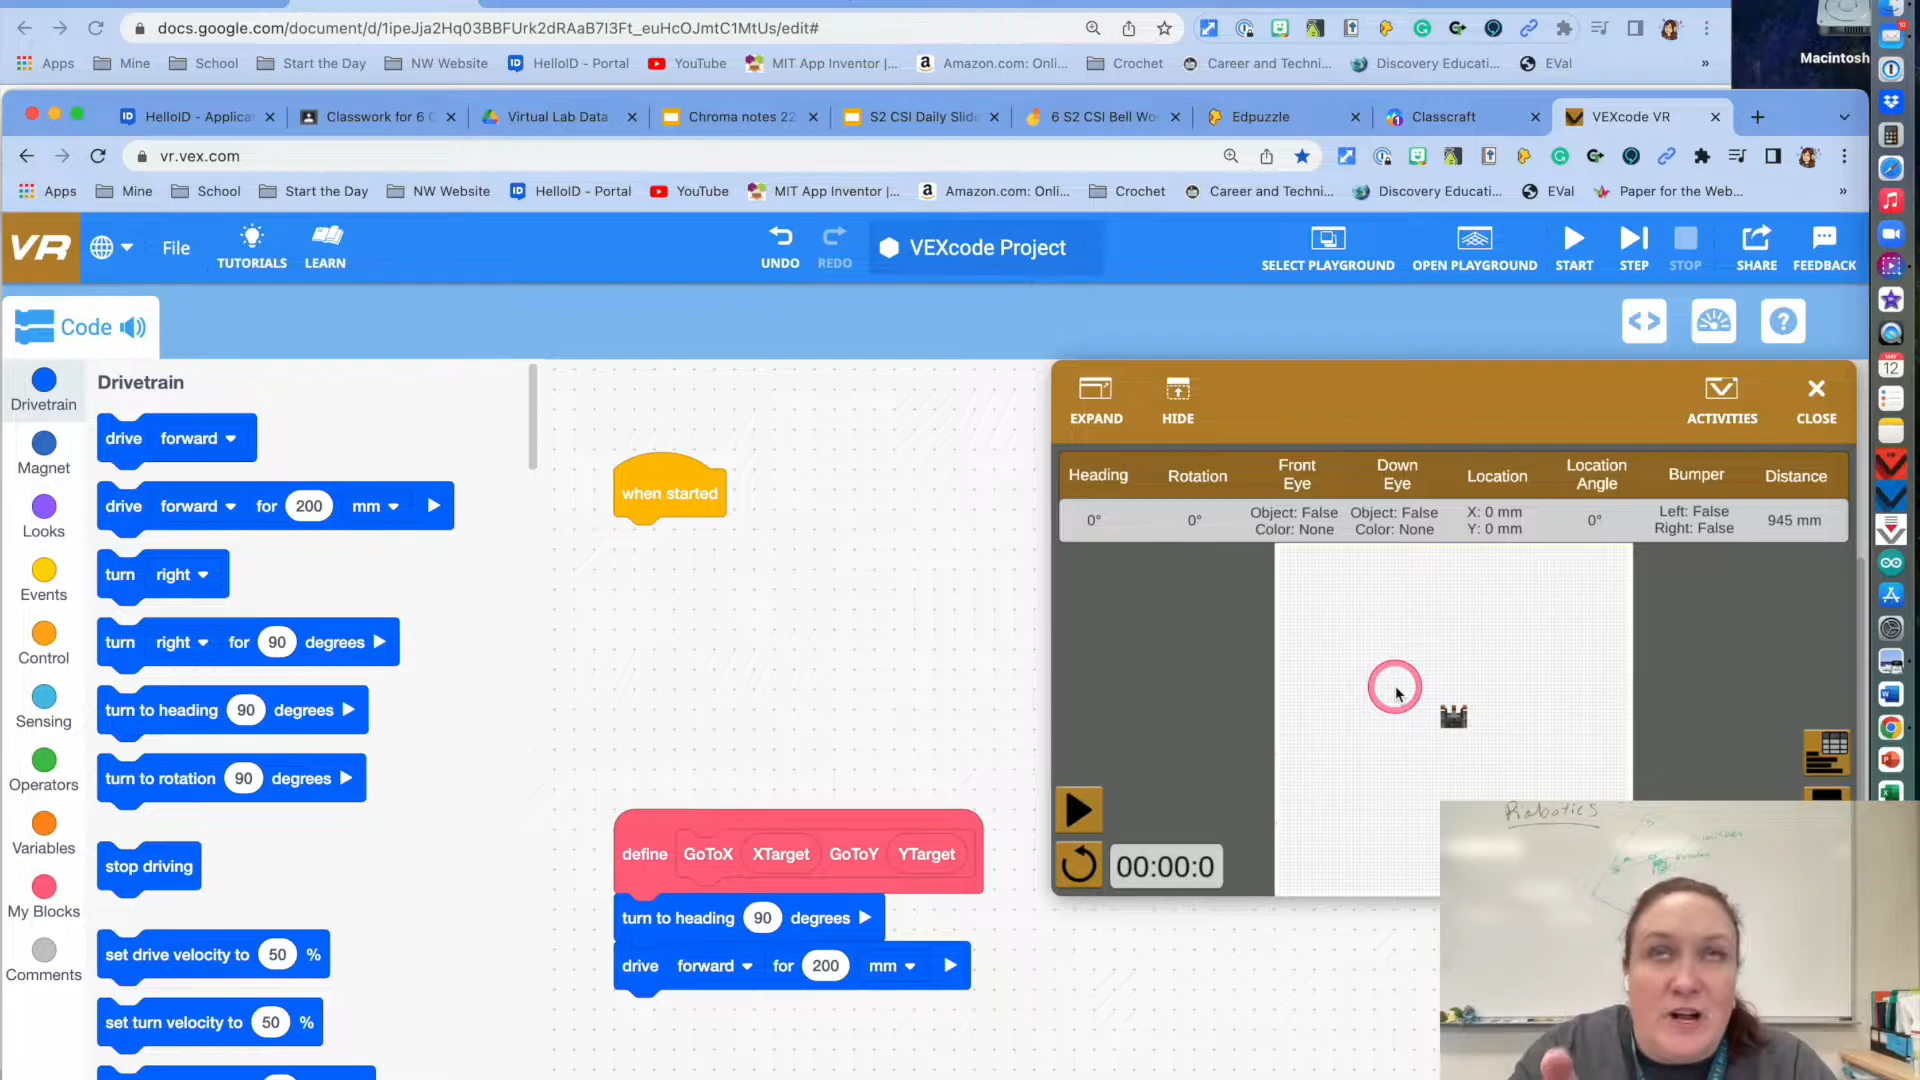 docs.google.com/document/d/1ipeJja2Hq03BBFUrk2dRAaB7I3Ft_euHcOJmtC1MtUs/edit#
Apps Mine School Start the Day NW Website HelloID - Portal YouTube MIT App Inventor |... Amazon.com: Onli... Crochet Career and Techni... Discovery Educati... EVal »
Macintosh
HelloID - Applica Classwork for 6 C Virtual Lab Data - Chroma notes 22 S2 CSI Daily Slide 6 S2 CSI Bell Wo Edpuzzle Classcraft VEXcode VR
vr.vex.com
Apps Mine School Start the Day NW Website HelloID - Portal YouTube MIT App Inventor |... Amazon.com: Onli... Crochet Career and Techni... Discovery Educati... EVal Paper for the Web... »
VR File TUTORIALS LEARN UNDO REDO VEXcode Project SELECT PLAYGROUND OPEN PLAYGROUND START STEP STOP SHARE FEEDBACK
Code
Drivetrain
Magnet
Looks
Events
Control
Sensing
Operators
Variables
My Blocks
Comments
Drivetrain
drive forward
drive forward for 200 mm
turn right
turn right for 90 degrees
turn to heading 90 degrees
turn to rotation 90 degrees
stop driving
set drive velocity to 50 %
set turn velocity to 50 %
when started
define GoToX XTarget GoToY YTarget
turn to heading 90 degrees
drive forward for 200 mm
EXPAND HIDE ACTIVITIES CLOSE
Heading Rotation Front Eye Down Eye Location Location Angle Bumper Distance
0° 0° Object: False Color: None Object: False Color: None X: 0 mm Y: 0 mm 0° Left: False Right: False 945 mm
00:00:0
MAY
12
Robotics